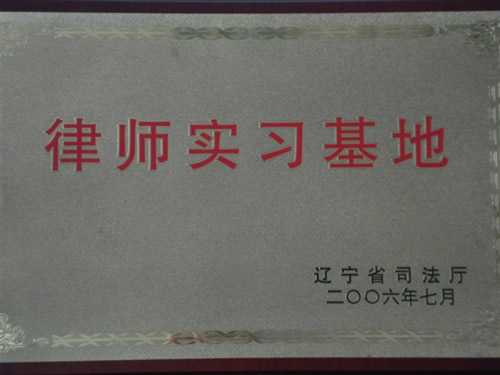 律师实习基地
辽宁省司法厅
二〇〇六年七月